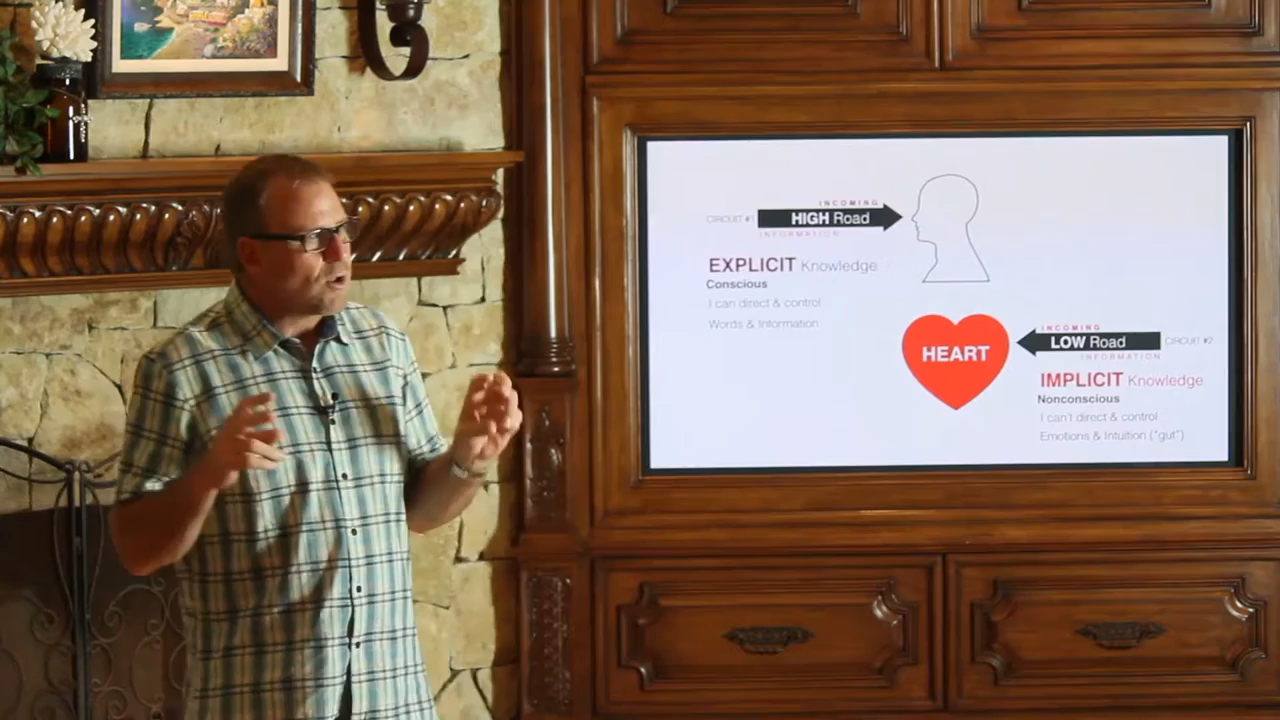 INCOMING
CIRCUIT #1 HIGH Road
INFORMATION
EXPLICIT Knowledge
Conscious
I can direct & control
Words & Information
HEART
INCOMING
LOW Road CIRCUIT #2
INFORMATION
IMPLICIT Knowledge
Nonconscious
I can't direct & control
Emotions & Intuition ("gut")